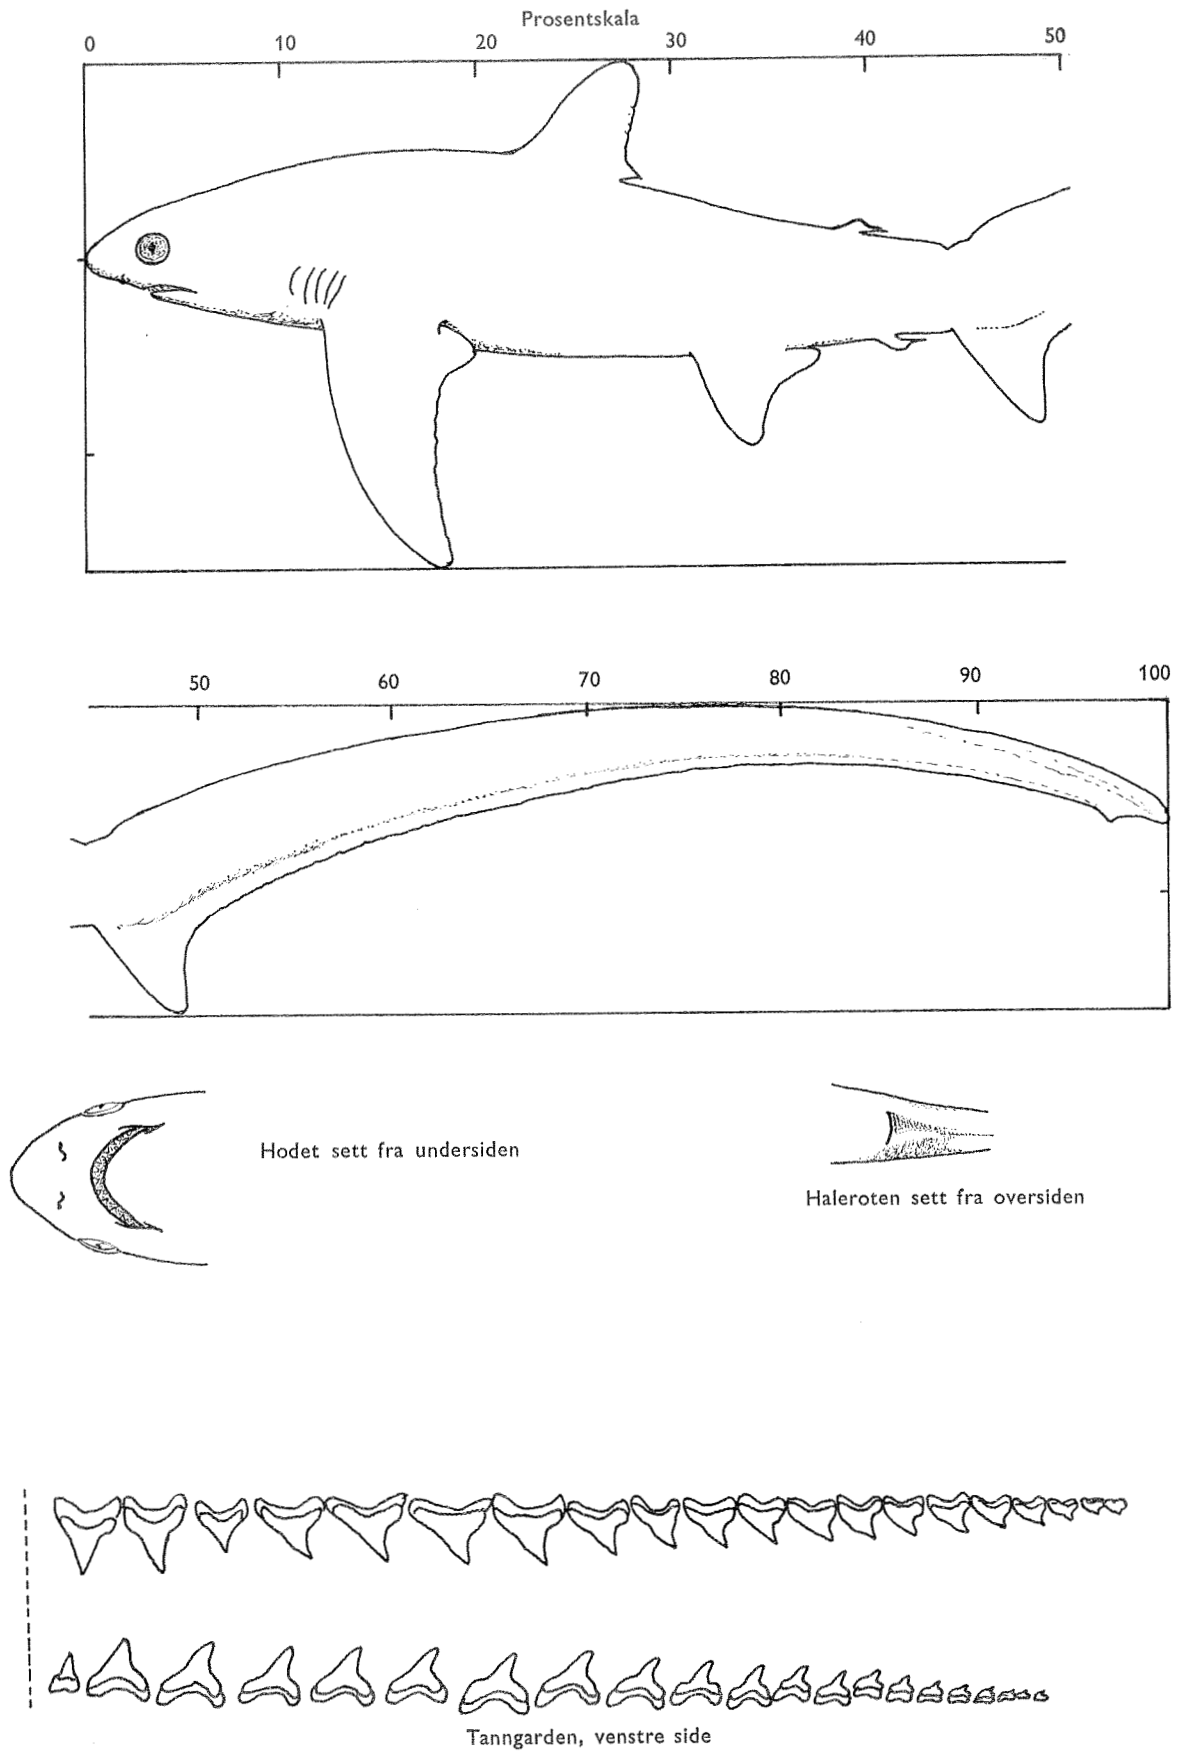 Prosentskala
0 10 20 30 40 50
50 60 70 80 90 100
Hodet sett fra undersiden
Haleroten sett fra oversiden
Tanngarden, venstre side